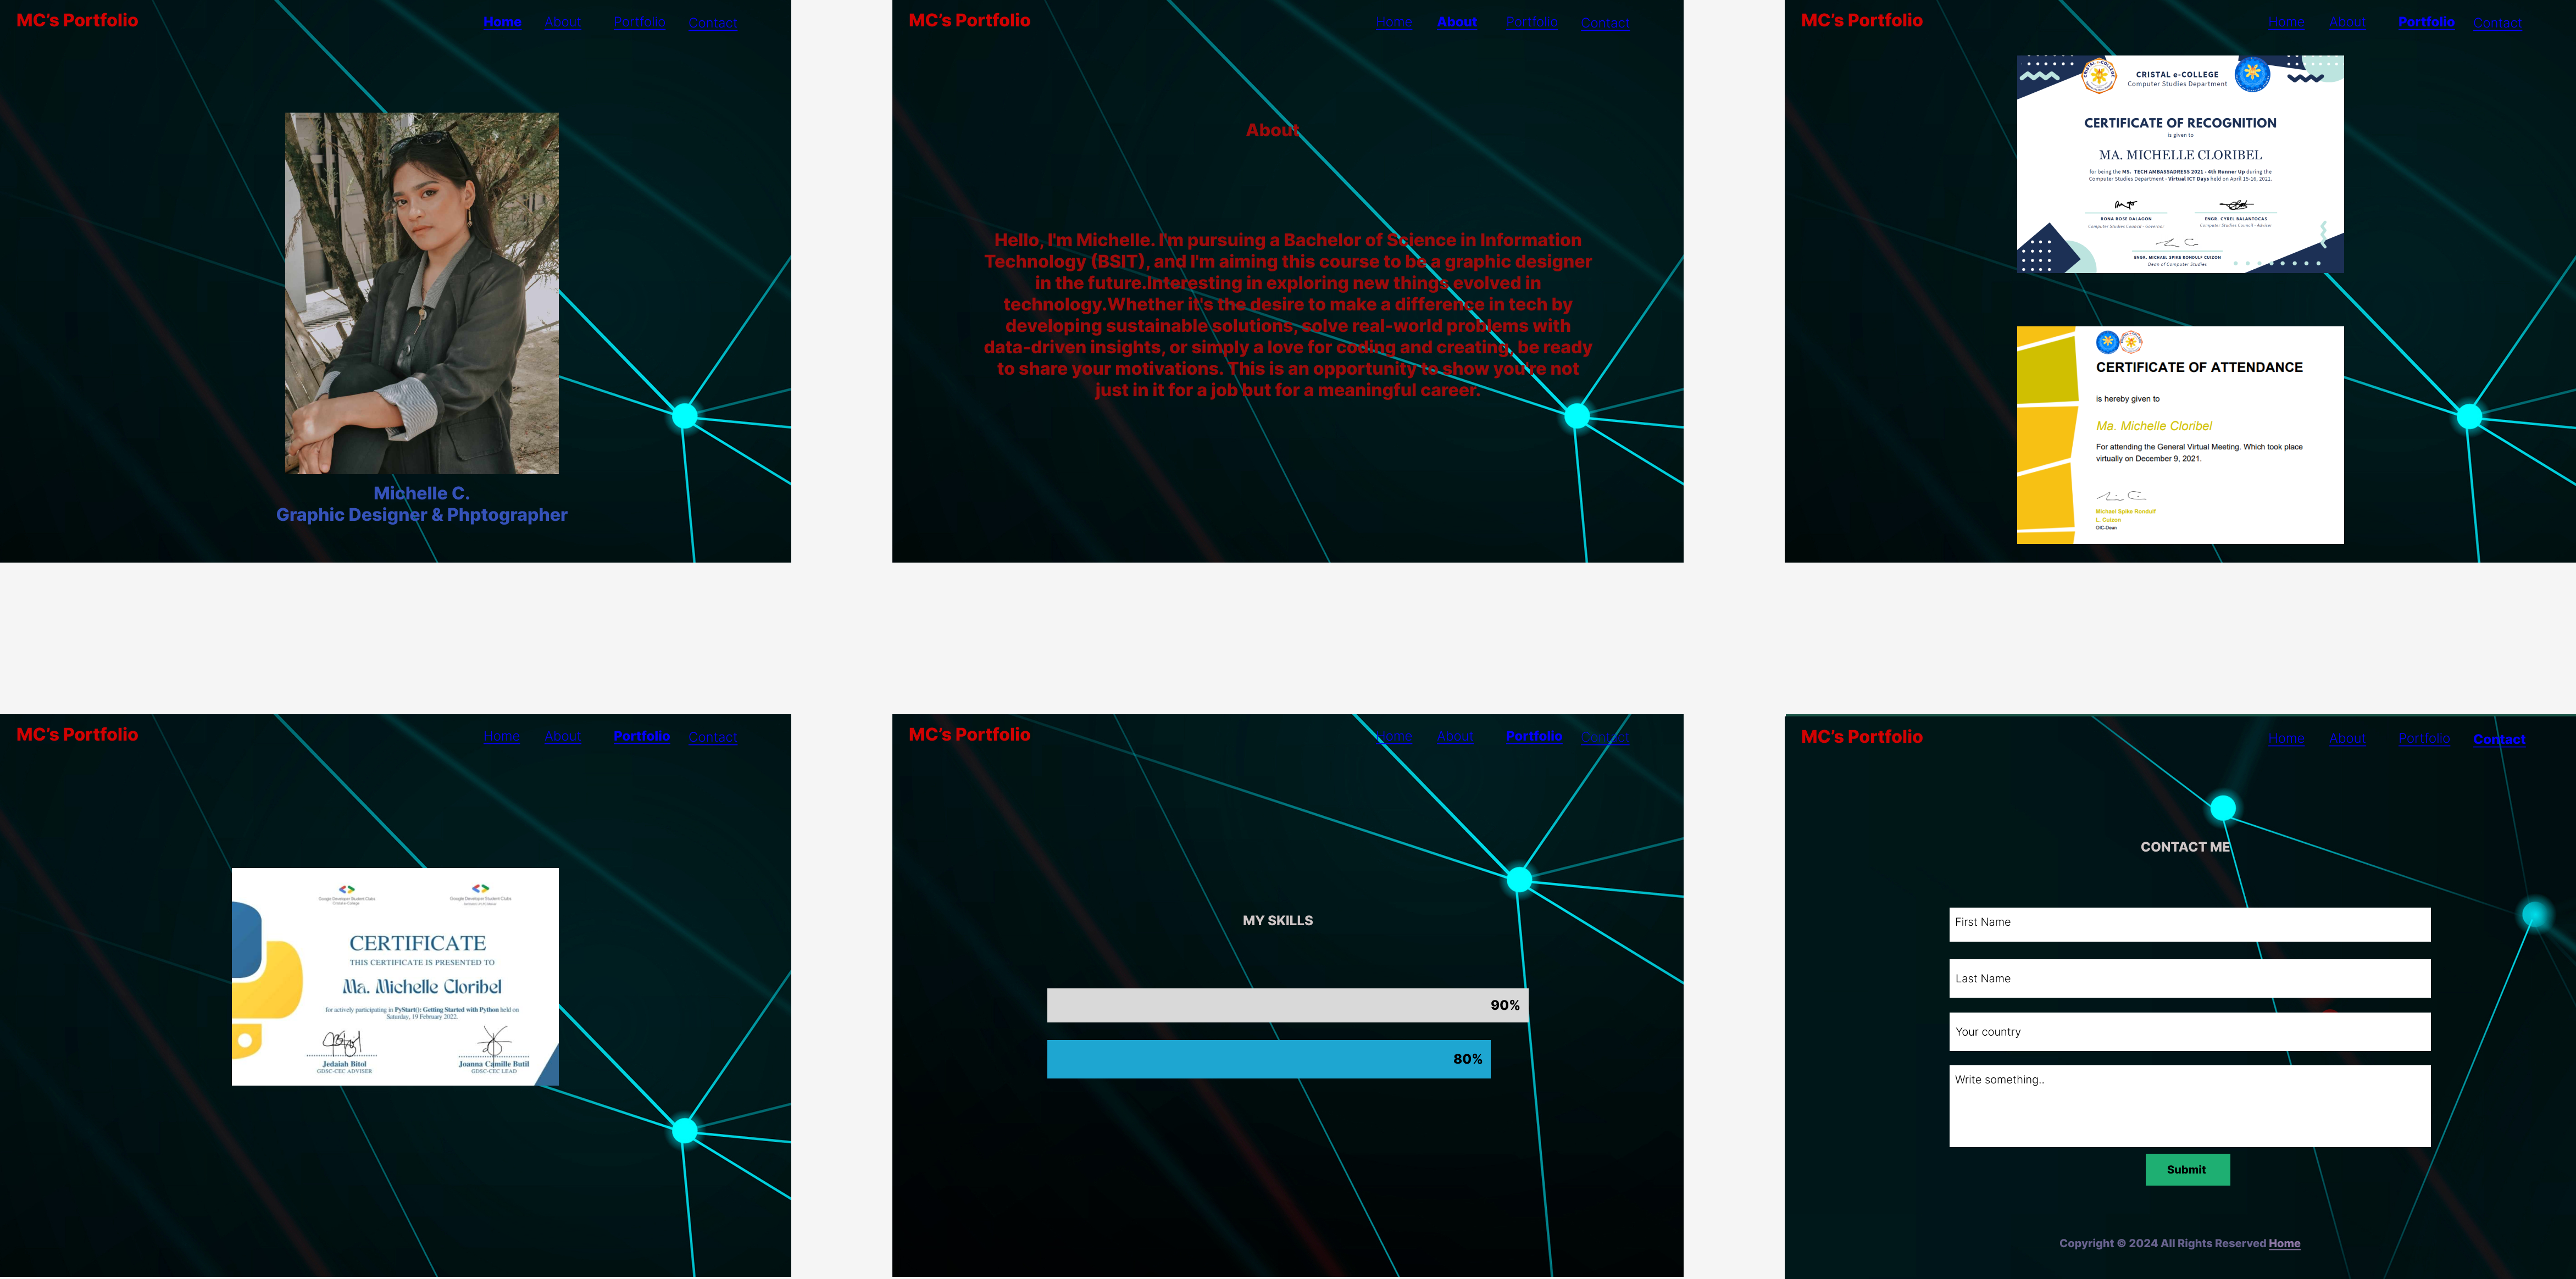 MC's Portfolio
Home About Portfolio Contact
Michelle C.
Graphic Designer & Phptographer
MC's Portfolio
Home About Portfolio Contact
About
Hello, I'm Michelle. I'm pursuing a Bachelor of Science in Information
Technology (BSIT), and I'm aiming this course to be a graphic designer
in the future.Interesting in exploring new things evolved in
technology.Whether it's the desire to make a difference in tech by
developing sustainable solutions, solve real-world problems with
data-driven insights, or simply a love for coding and creating, be ready
to share your motivations. This is an opportunity to show you're not
just in it for a job but for a meaningful career.
MC's Portfolio
Home About Portfolio Contact
CRISTAL e-COLLEGE
Computer Studies Department
CERTIFICATE OF RECOGNITION
is given to
MA. MICHELLE CLORIBEL
for being the MS. TECH AMBASSADRESS 2021 - 4th Runner Up during the
Computer Studies Department - Virtual ICT Days held on April 15-16, 2021.
RONA ROSE DALAGON
Computer Studies Council - Governor
ENGR. CYREL BALANTOCAS
Computer Studies Council - Adviser
ENGR. MICHAEL SPIKE RONDUF CUIZON
Dean of Computer Studies
CERTIFICATE OF ATTENDANCE
is hereby given to
Ma. Michelle Cloribel
For attending the General Virtual Meeting. Which took place
virtually on December 9, 2021.
Michael Spike Ronduff
L. Cuizon
OIC-Dean
MC's Portfolio
Home About Portfolio Contact
Google Developer Student Clubs
Cristal e-College
Google Developer Student Clubs
CERTIFICATE
THIS CERTIFICATE IS PRESENTED TO
Ma. Michelle Cloribel
for actively participating in PyStart(): Getting Started with Python held on
Saturday, 19 February 2022.
Jedaiah Bitol
GDSC-CEC ADVISER
Joanna Camille Butil
GDSC-CEC LEAD
MC's Portfolio
Home About Portfolio Contact
MY SKILLS
90%
80%
MC's Portfolio
Home About Portfolio Contact
CONTACT ME
First Name
Last Name
Your country
Write something..
Submit
Copyright © 2024 All Rights Reserved Home